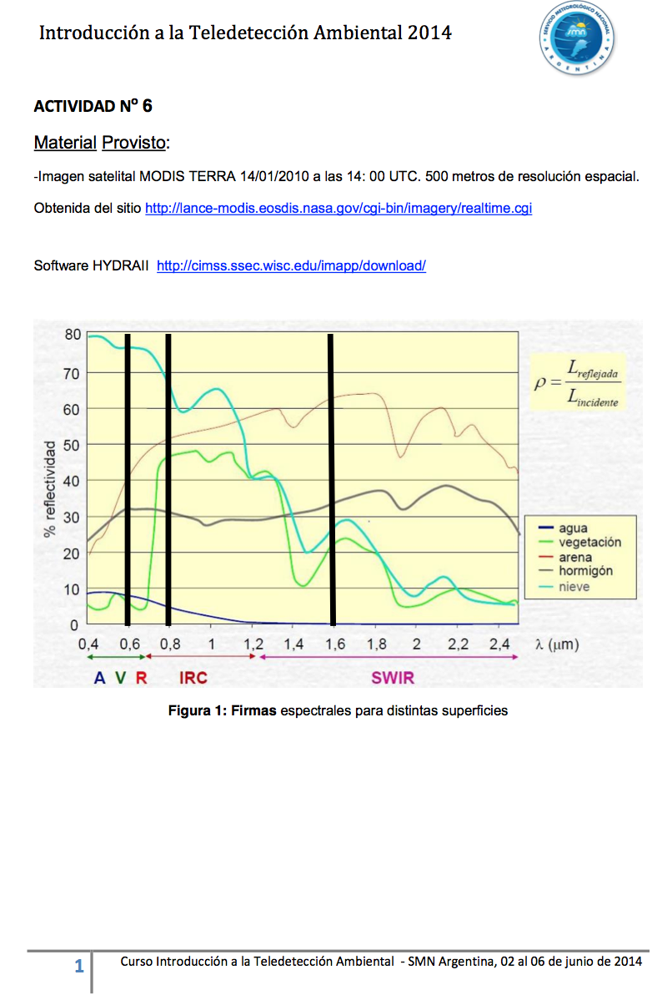 Introducción a la Teledetección Ambiental 2014
SERVICIO METEOROLÓGICO NACIONAL
smn
ARGENTINA
ACTIVIDAD Nº 6
Material Provisto:
-Imagen satelital MODIS TERRA 14/01/2010 a las 14: 00 UTC. 500 metros de resolución espacial.
Obtenida del sitio http://lance-modis.eosdis.nasa.gov/cgi-bin/imagery/realtime.cgi
Software HYDRAII http://cimss.ssec.wisc.edu/imapp/download/
80
70
60
50
40
30
20
10
0
% reflectividad
ρ = L reflejada / L incidente
agua
vegetación
arena
hormigón
nieve
0,4 0,6 0,8 1 1,2 1,4 1,6 1,8 2 2,2 2,4 λ (μm)
A V R IRC SWIR
Figura 1: Firmas espectrales para distintas superficies
1 Curso Introducción a la Teledetección Ambiental - SMN Argentina, 02 al 06 de junio de 2014